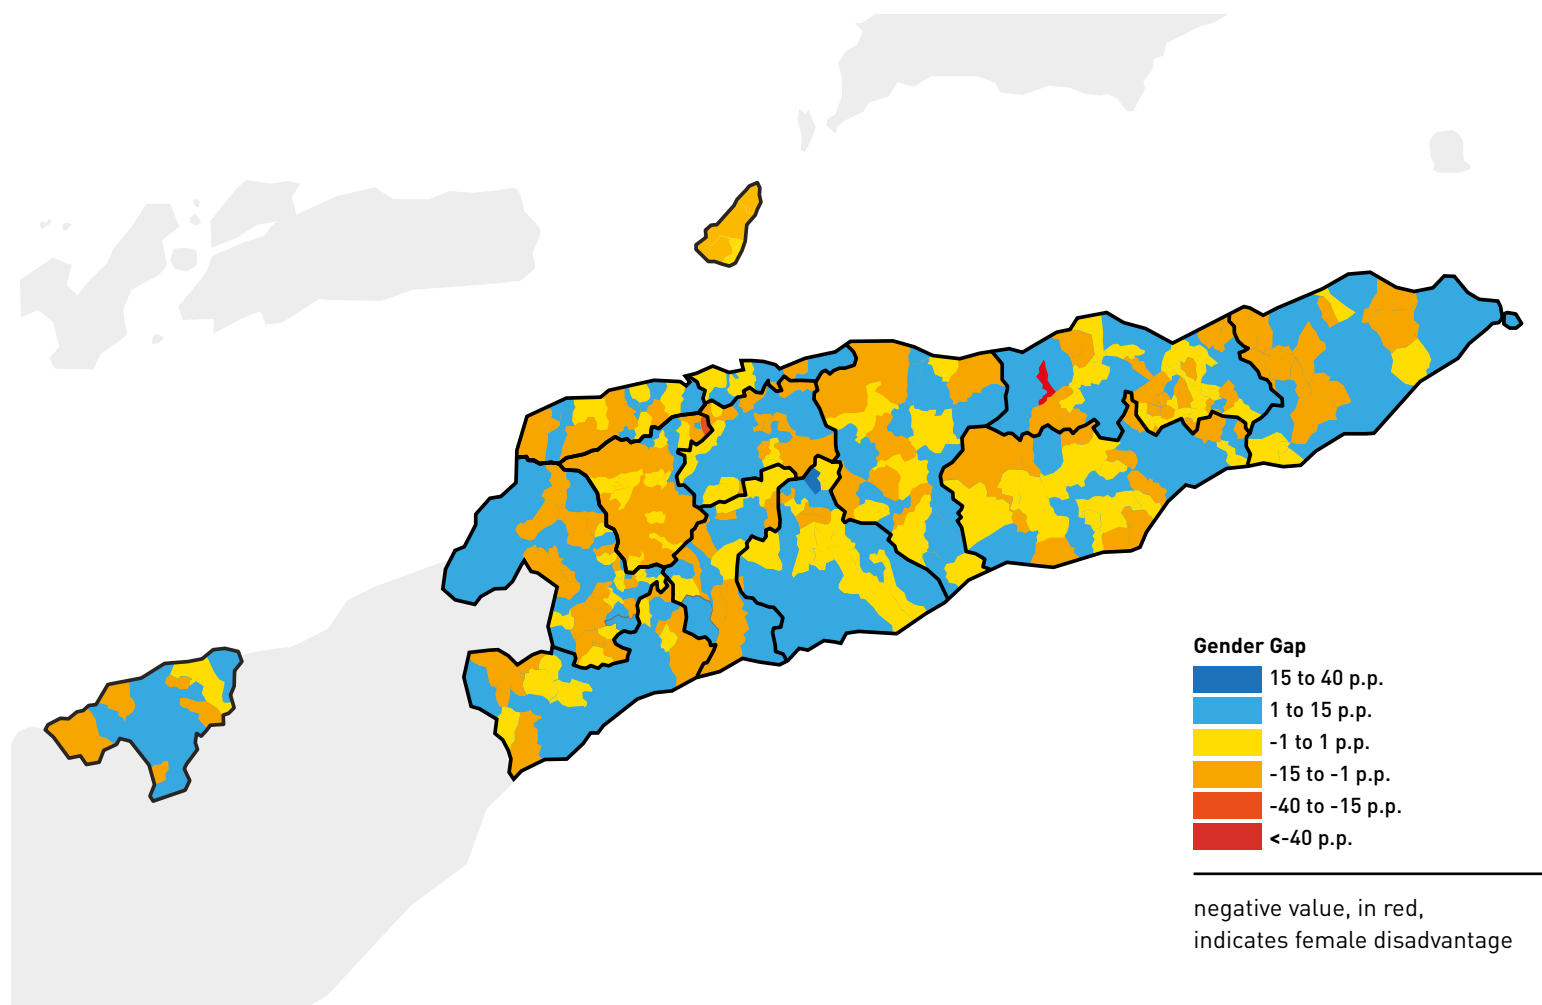 Gender Gap
15 to 40 p.p.
1 to 15 p.p.
-1 to 1 p.p.
-15 to -1 p.p.
-40 to -15 p.p.
<-40 p.p.
negative value, in red,
indicates female disadvantage